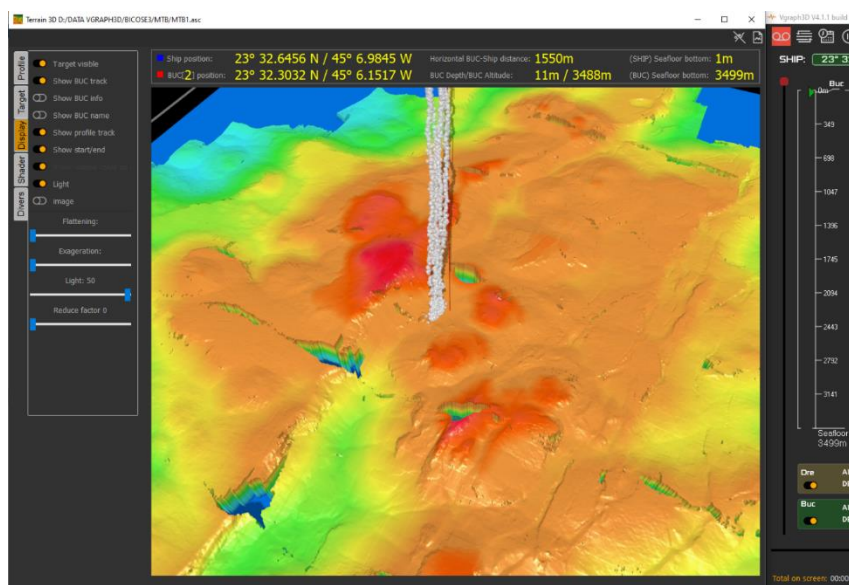 Terrain 3D D:/DATA VGRAPH3D/BICOSE3/MTB/MTB1.asc
Vgraph3D V4.1.1 build
Ship position: 23° 32.6456 N / 45° 6.9845 W Horizontal BUC-Ship distance: 1550m (SHIP) Seafloor bottom: 1m
BUC[2] position: 23° 32.3032 N / 45° 6.1517 W BUC Depth/BUC Altitude: 11m / 3488m (BUC) Seafloor bottom: 3499m
Profile
Target
Display
Shader
Divers
Target visible
Show BUC track
Show BUC info
Show BUC name
Show profile track
Show start/end
Light
Image
Flattening:
Exageration:
Light: 50
Reduce factor 0
SHIP: 23° 3
Buc
0m
349
698
1047
1396
1745
2094
2443
2792
3141
Seafloor
3499m
Dre
Buc
Total on screen: 00:00